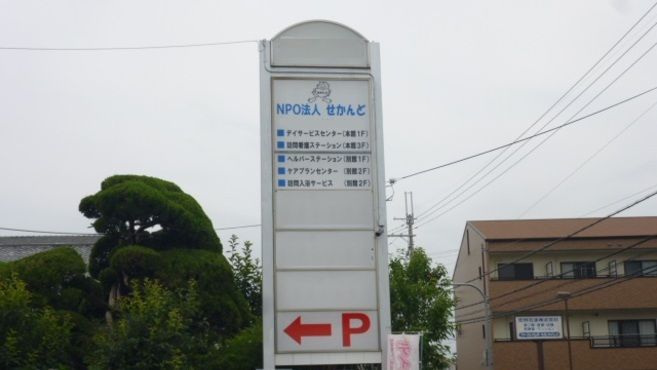 NPO法人 せかんど
■ デイサービスセンター(本館1F)
■ 訪問看護ステーション(本館3F)
■ ヘルパーステーション(別館1F)
■ ケアプランセンター (別館2F)
■ 訪問入浴サービス (別館2F)
← P